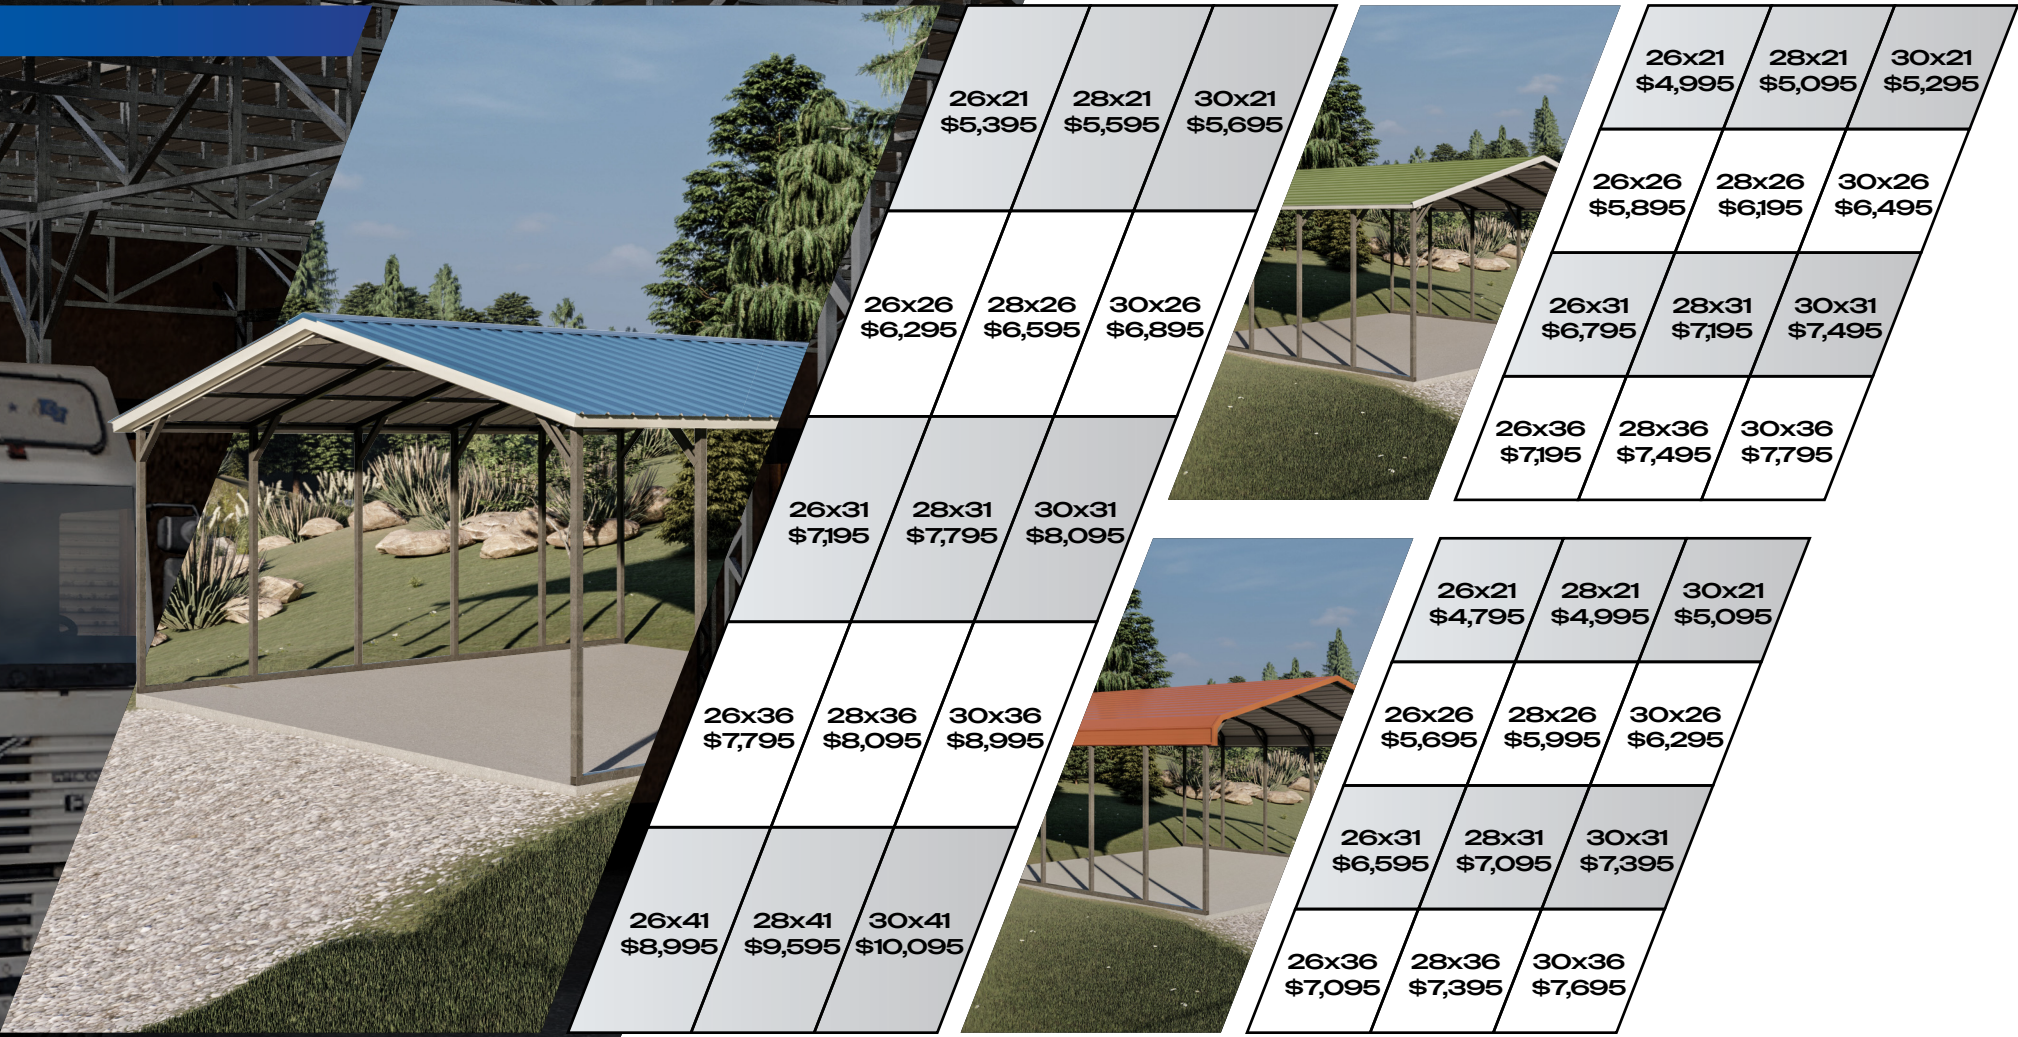 26x21 28x21 30x21
$5,395 $5,595 $5,695
26x26 28x26 30x26
$6,295 $6,595 $6,895
26x31 28x31 30x31
$7,195 $7,795 $8,095
26x36 28x36 30x36
$7,795 $8,095 $8,995
26x41 28x41 30x41
$8,995 $9,595 $10,095
26x21 28x21 30x21
$4,995 $5,095 $5,295
26x26 28x26 30x26
$5,895 $6,195 $6,495
26x31 28x31 30x31
$6,795 $7,195 $7,495
26x36 28x36 30x36
$7,195 $7,495 $7,795
26x21 28x21 30x21
$4,795 $4,995 $5,095
26x26 28x26 30x26
$5,695 $5,995 $6,295
26x31 28x31 30x31
$6,595 $7,095 $7,395
26x36 28x36 30x36
$7,095 $7,395 $7,695